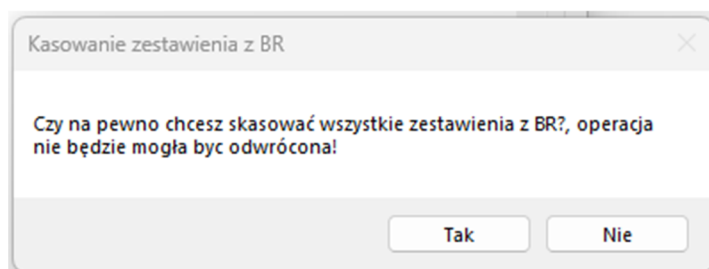 Kasowanie zestawienia z BR
Czy na pewno chcesz skasować wszystkie zestawienia z BR?, operacja
nie będzie mogła byc odwrócona!
Tak
Nie